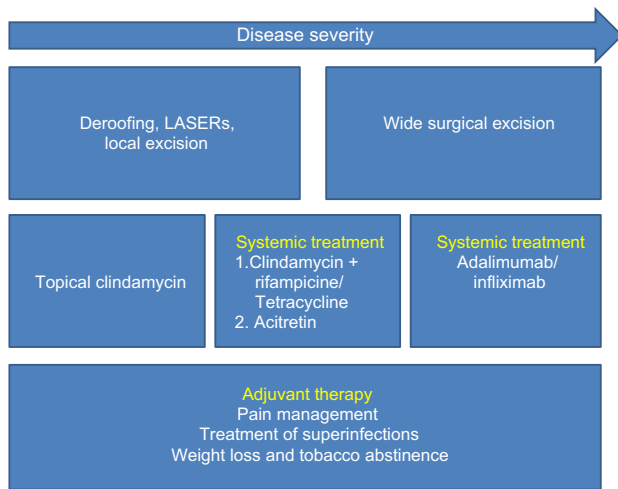 Disease severity
Deroofing, LASERs,
local excision
Wide surgical excision
Topical clindamycin
Systemic treatment
1.Clindamycin +
rifampicine/
Tetracycline
2. Acitretin
Systemic treatment
Adalimumab/
infliximab
Adjuvant therapy
Pain management
Treatment of superinfections
Weight loss and tobacco abstinence